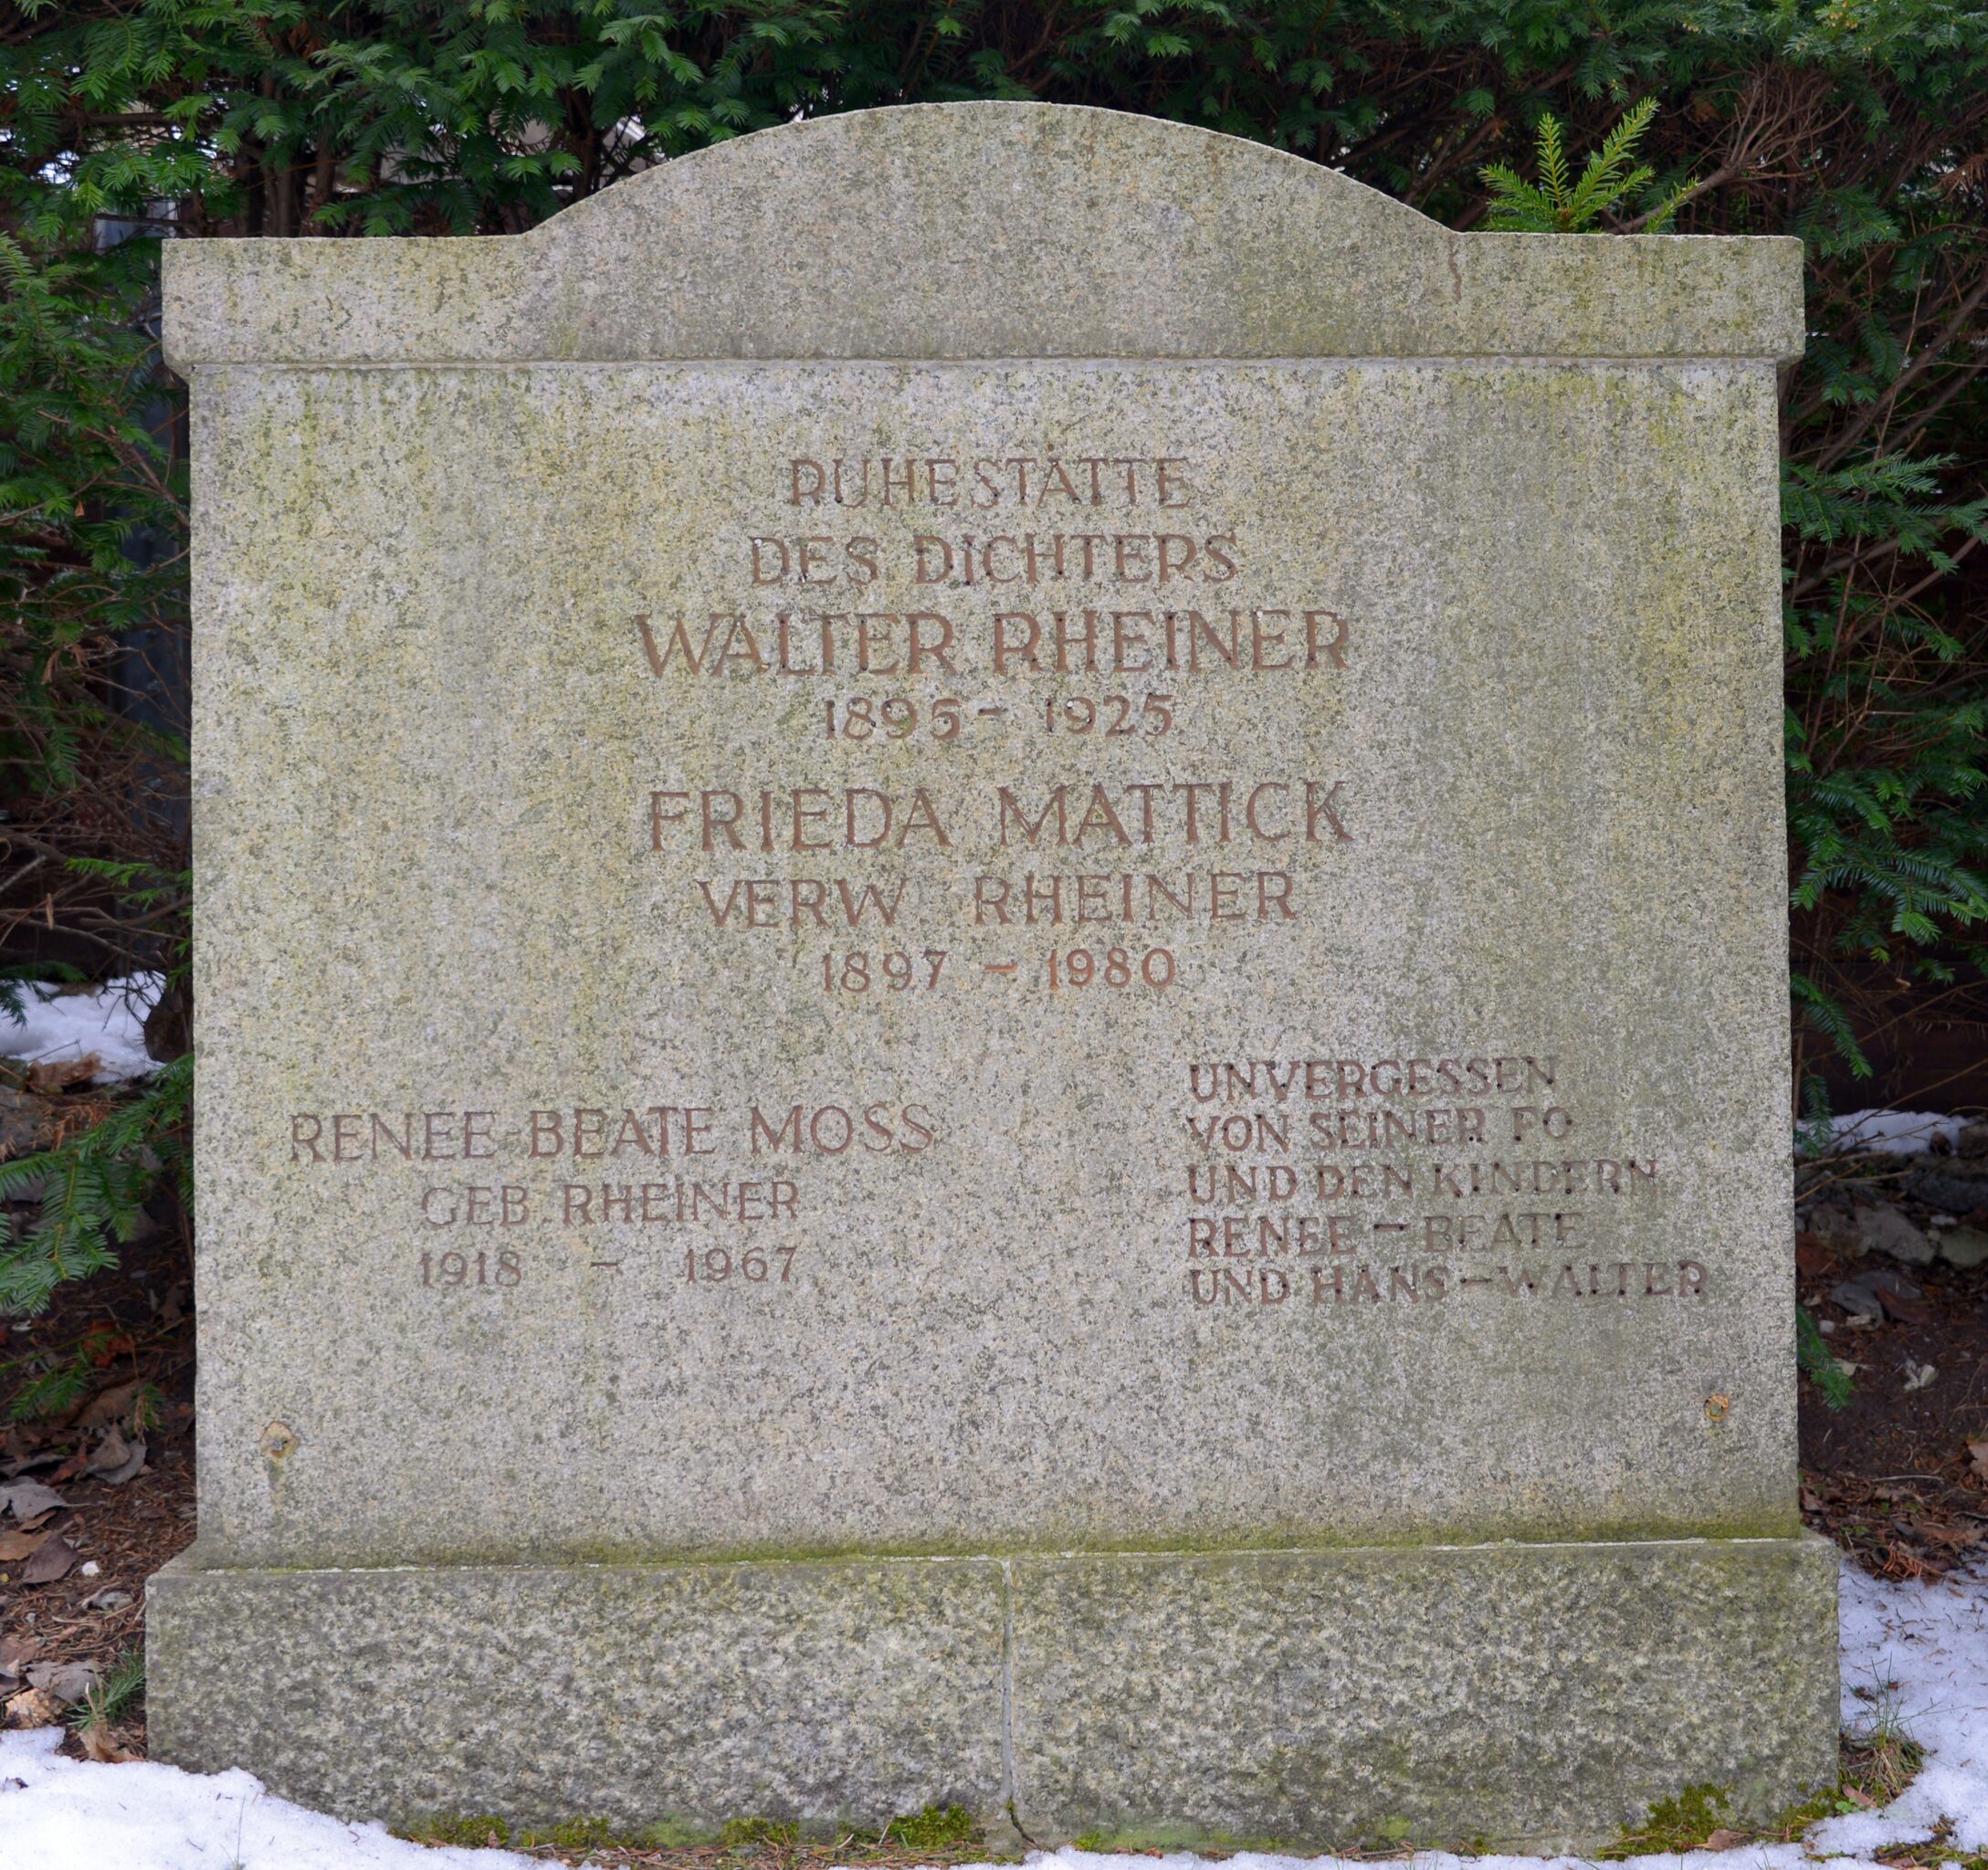 RUHESTÄTTE
DES DICHTERS
WALTER RHEINER
1895 - 1925
FRIEDA MATTICK
VERW RHEINER
1897 - 1980
RENEE-BEATE MOSS
GEB. RHEINER
1918 - 1967
UNVERGESSEN
VON SEINER FO
UND DEN KINDERN
RENEE - BEATE
UND HANS - WALTER